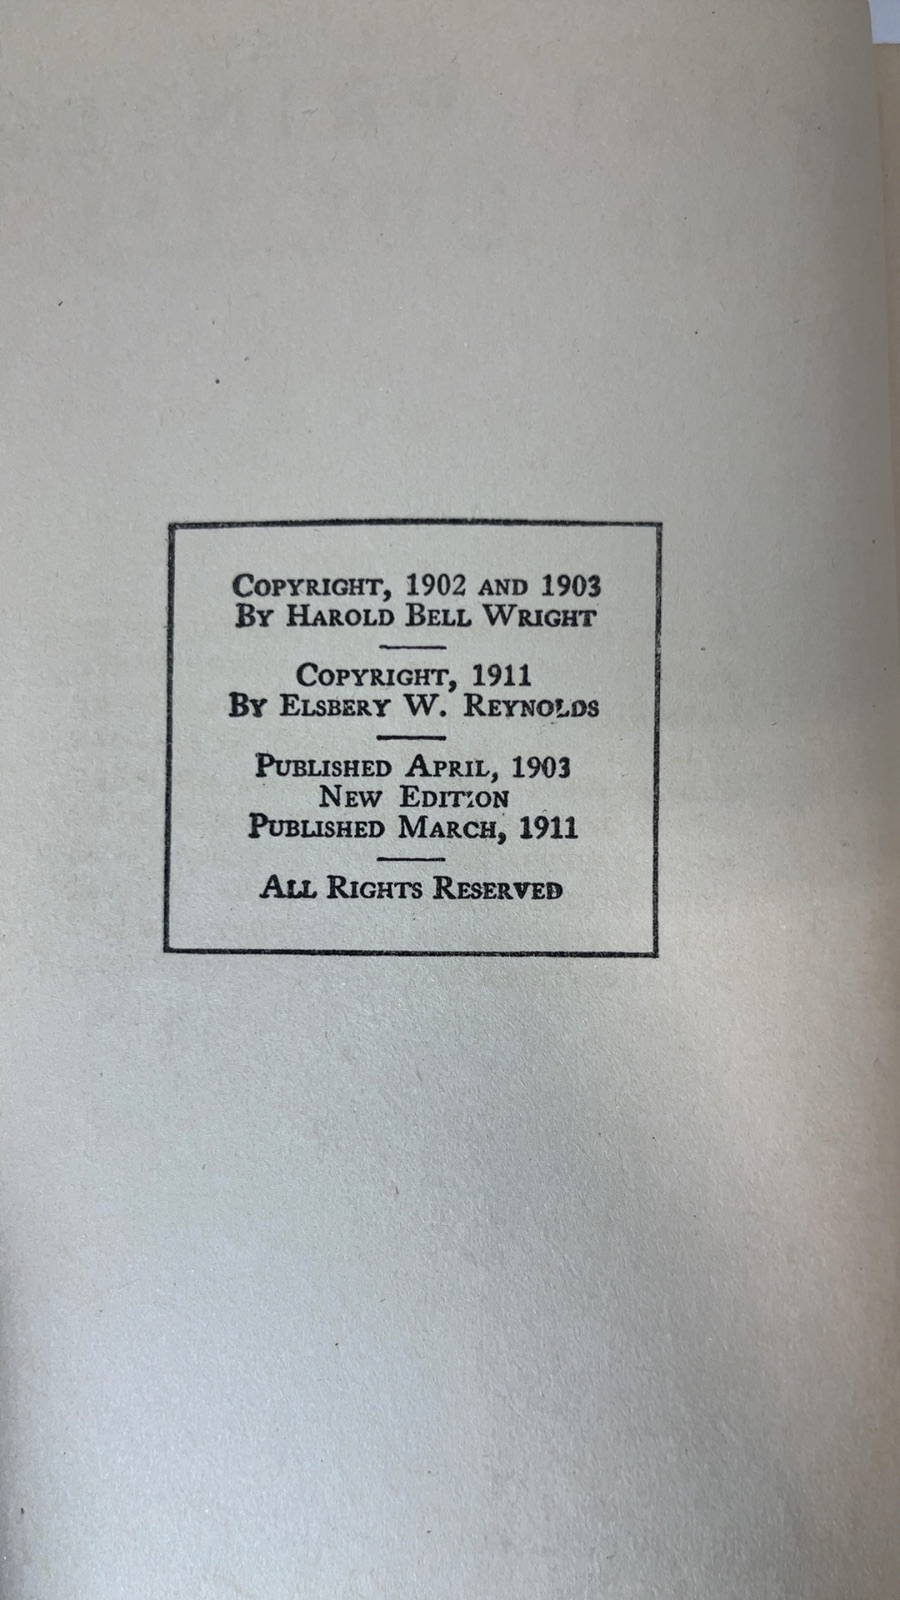 COPYRIGHT, 1902 AND 1903
BY HAROLD BELL WRIGHT
COPYRIGHT, 1911
BY ELSBERY W. REYNOLDS
PUBLISHED APRIL, 1903
NEW EDITION
PUBLISHED MARCH, 1911
ALL RIGHTS RESERVED